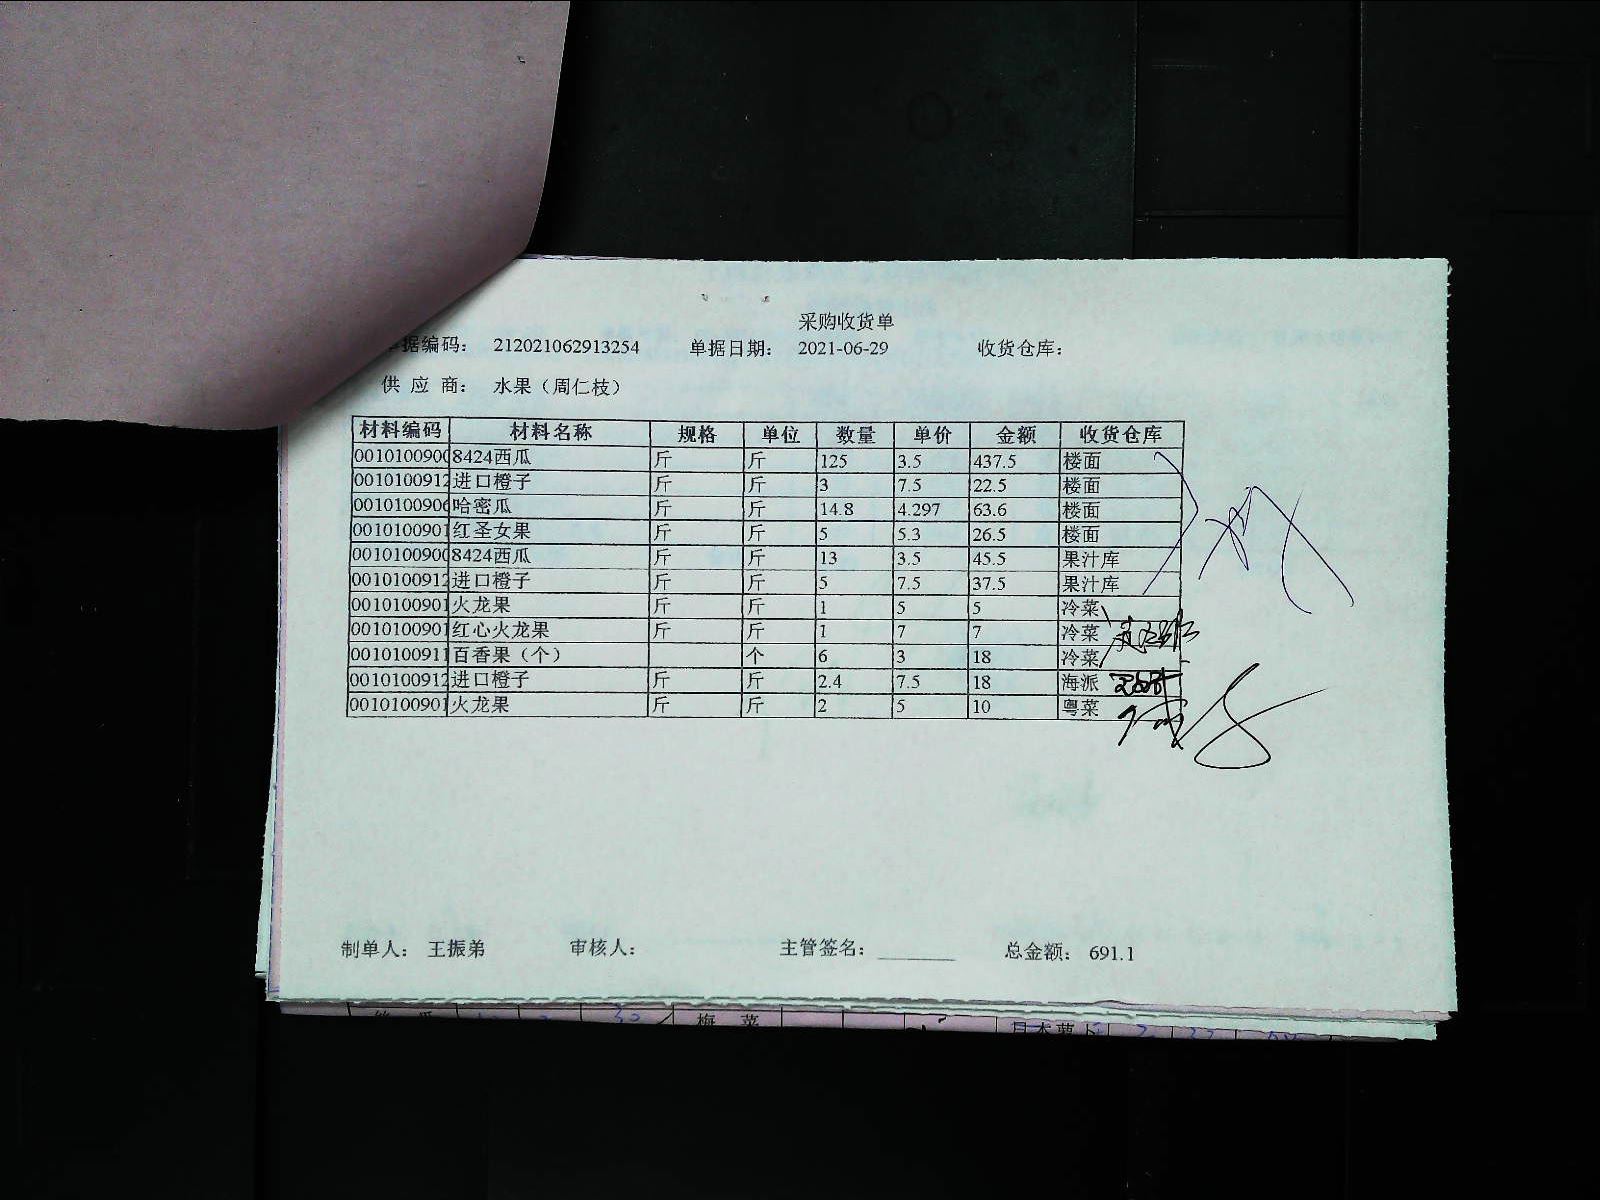 采购收货单
据编码： 212021062913254 单据日期： 2021-06-29 收货仓库：
供 应 商： 水果（周仁枝）
材料编码 材料名称 规格 单位 数量 单价 金额 收货仓库
0010100900 8424西瓜 斤 斤 125 3.5 437.5 楼面
0010100912 进口橙子 斤 斤 3 7.5 22.5 楼面
0010100906 哈密瓜 斤 斤 14.8 4.297 63.6 楼面
0010100901 红圣女果 斤 斤 5 5.3 26.5 楼面
0010100900 8424西瓜 斤 斤 13 3.5 45.5 果汁库
0010100912 进口橙子 斤 斤 5 7.5 37.5 果汁库
0010100901 火龙果 斤 斤 1 5 5 冷菜
0010100901 红心火龙果 斤 斤 1 7 7 冷菜
0010100911 百香果（个） 个 6 3 18 冷菜
0010100912 进口橙子 斤 斤 2.4 7.5 18 海派
0010100901 火龙果 斤 斤 2 5 10 粤菜
制单人： 王振弟 审核人： 主管签名： 总金额： 691.1
梅 菜